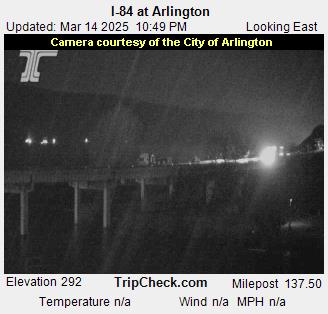 I-84 at Arlington
Updated: Mar 14 2025 10:49 PM Looking East
Camera courtesy of the City of Arlington
Elevation 292 TripCheck.com Milepost 137.50
Temperature n/a Wind n/a MPH n/a